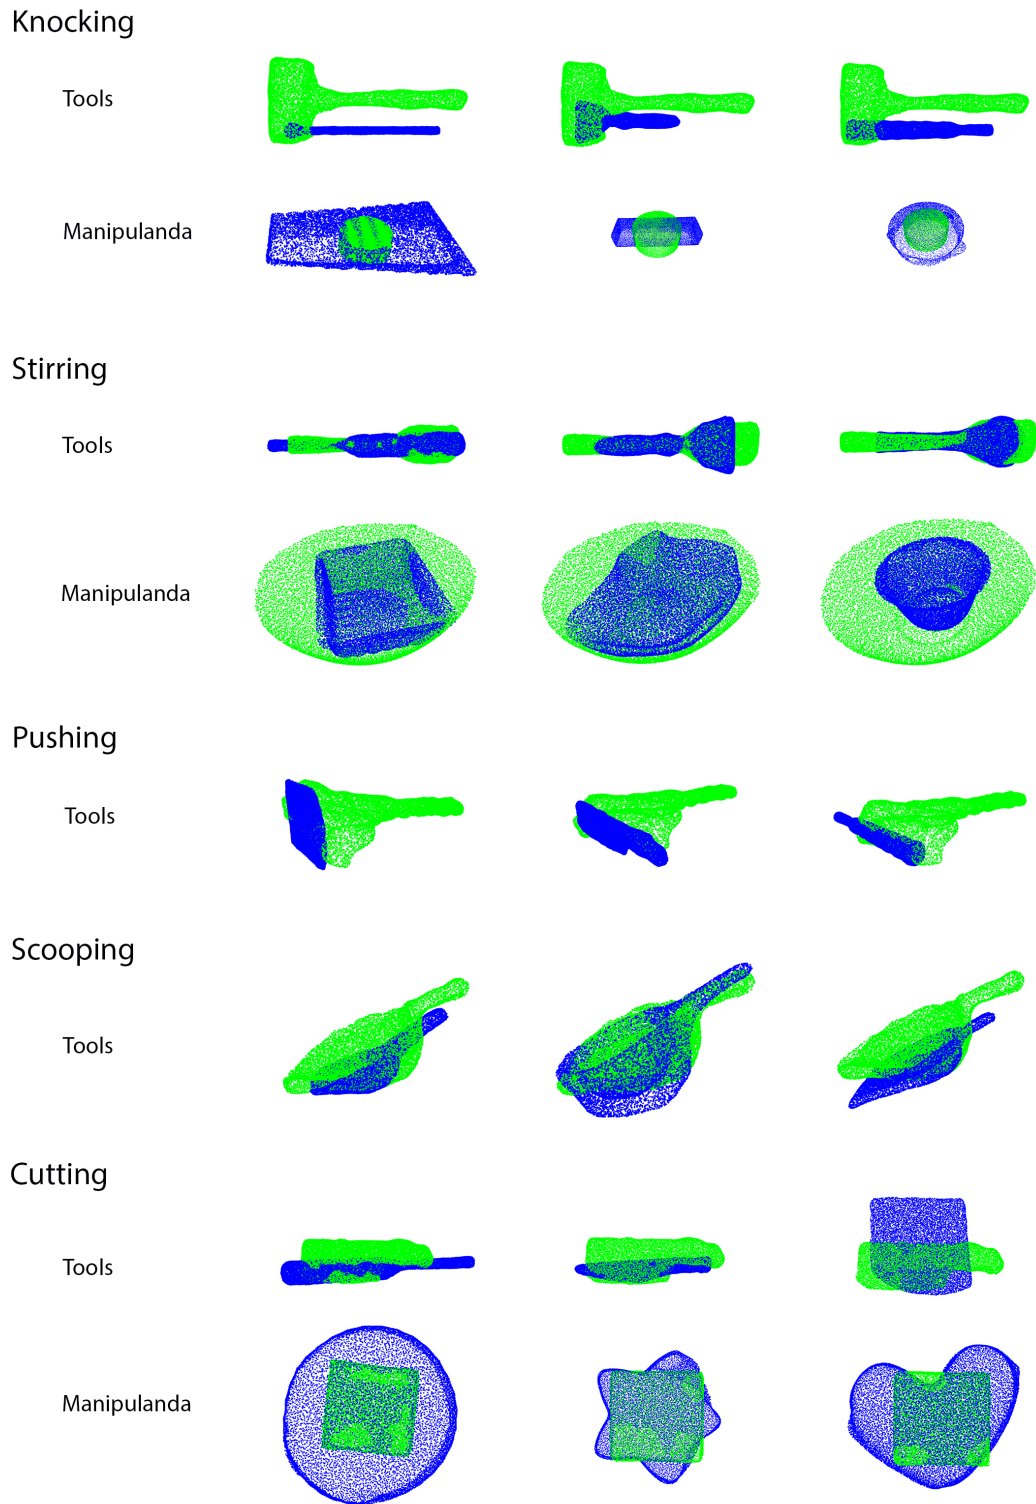 Knocking
Tools
Manipulanda
Stirring
Tools
Manipulanda
Pushing
Tools
Scooping
Tools
Cutting
Tools
Manipulanda